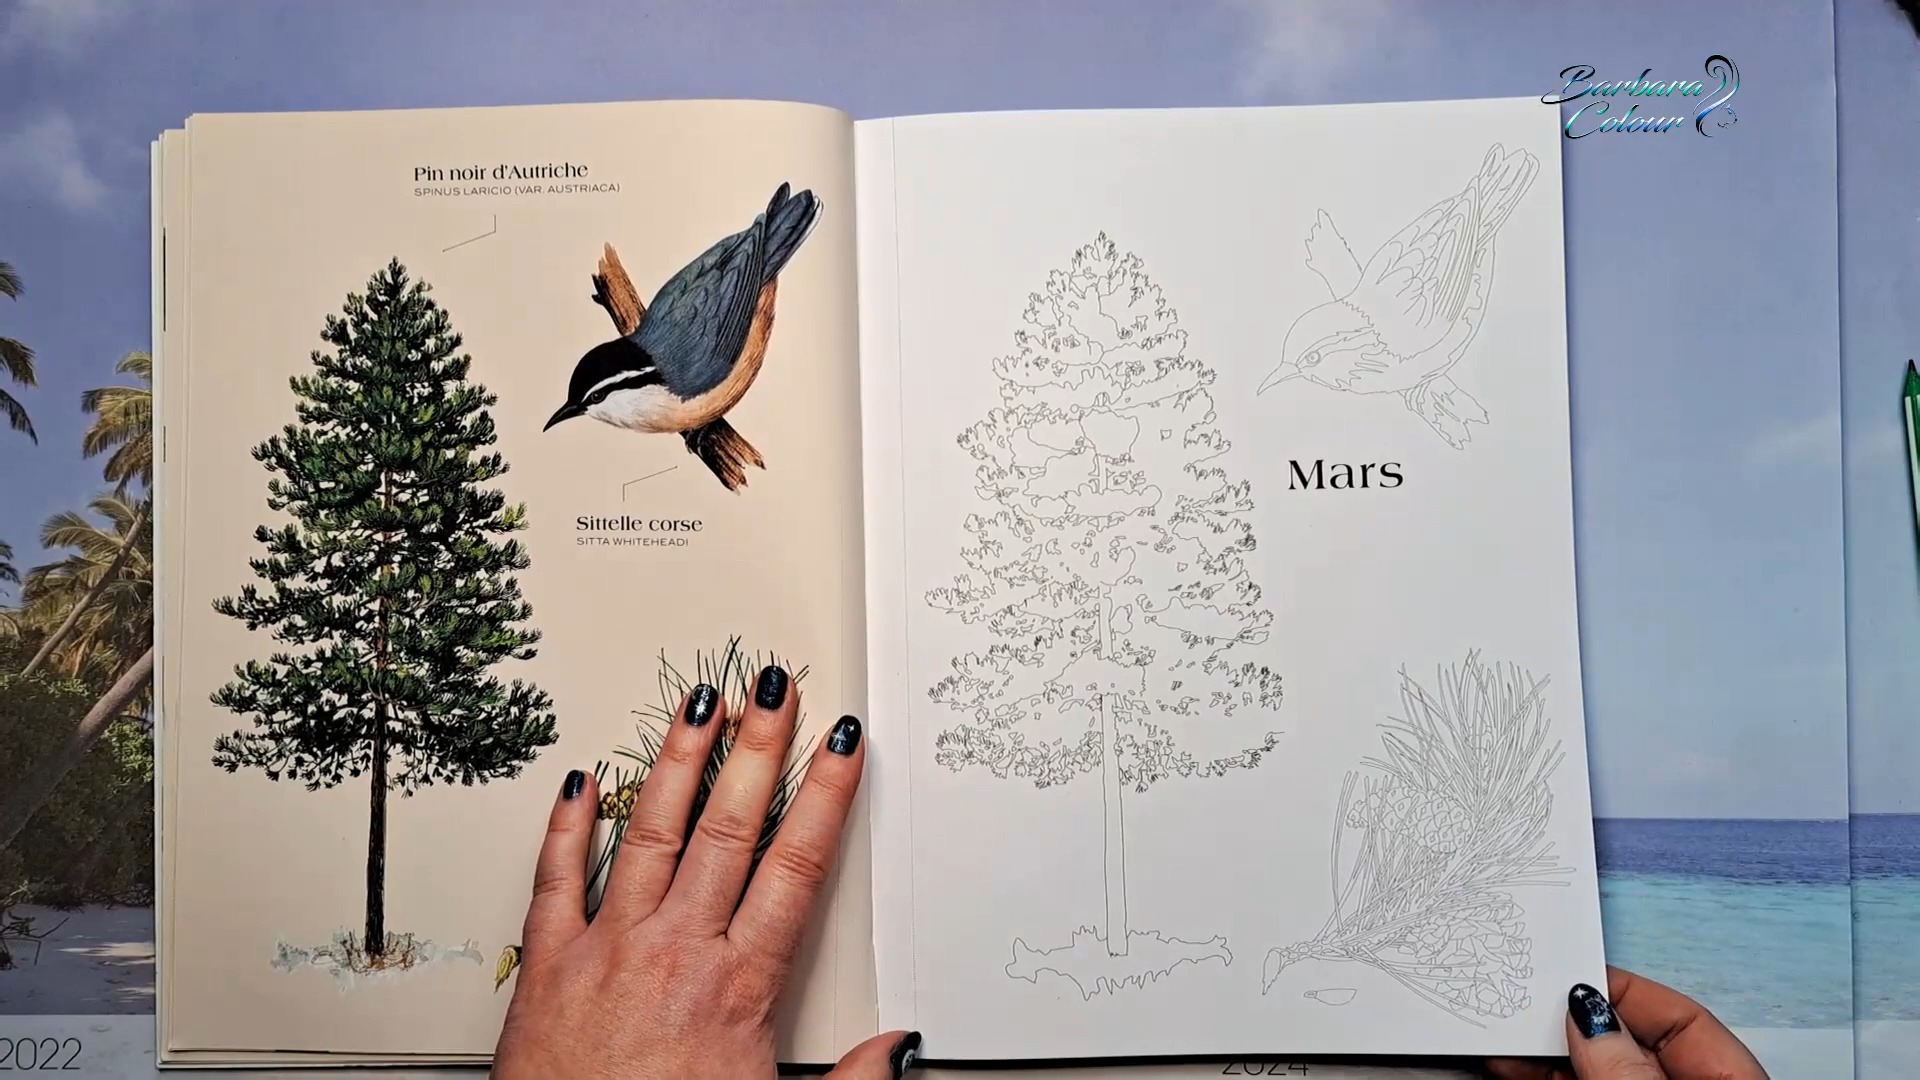 Barbara
Colour
Pin noir d'Autriche
SPINUS LARICIO (VAR. AUSTRIACA)
Sittelle corse
SITTA WHITEHEADI
Mars
2022
2024